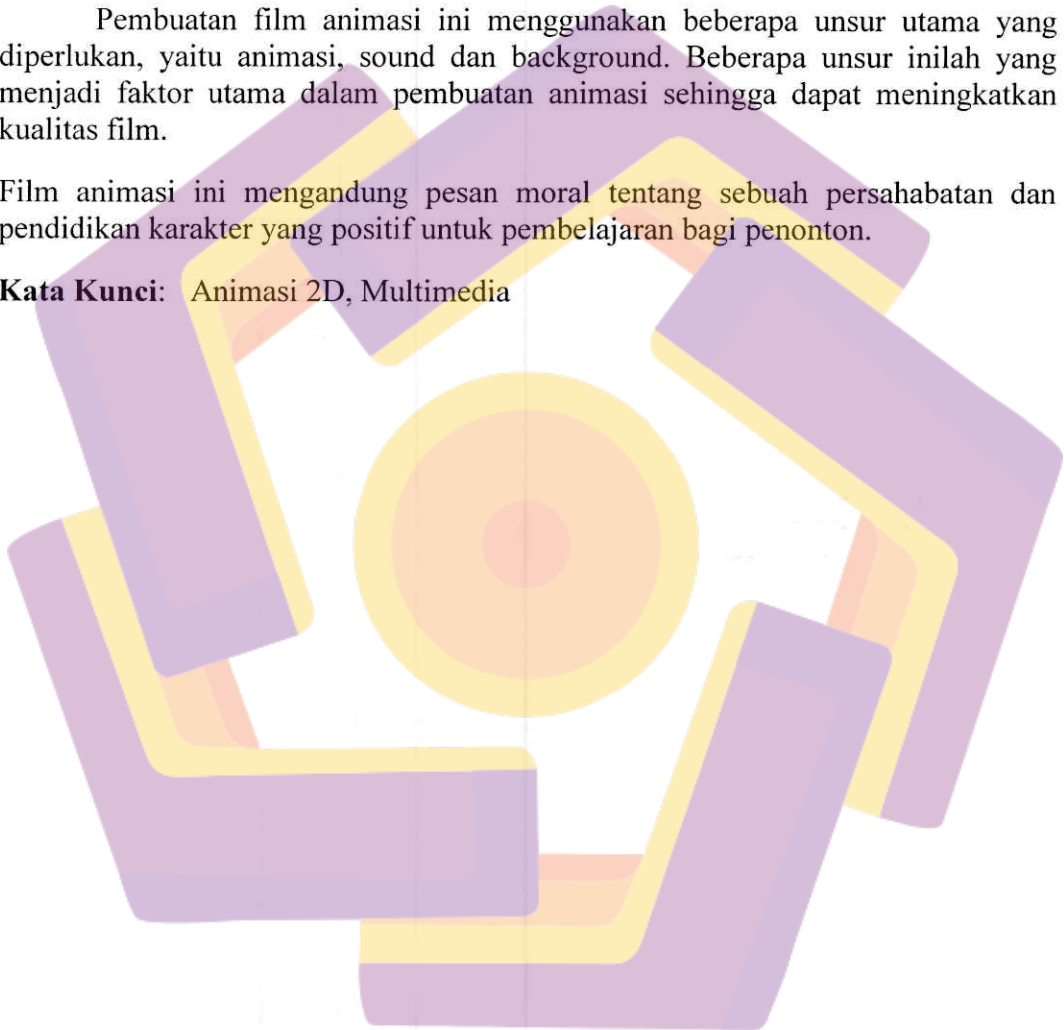 Pembuatan film animasi ini menggunakan beberapa unsur utama yang
diperlukan, yaitu animasi, sound dan background. Beberapa unsur inilah yang
menjadi faktor utama dalam pembuatan animasi sehingga dapat meningkatkan
kualitas film.
Film animasi ini mengandung pesan moral tentang sebuah persahabatan dan
pendidikan karakter yang positif untuk pembelajaran bagi penonton.
Kata Kunci: Animasi 2D, Multimedia